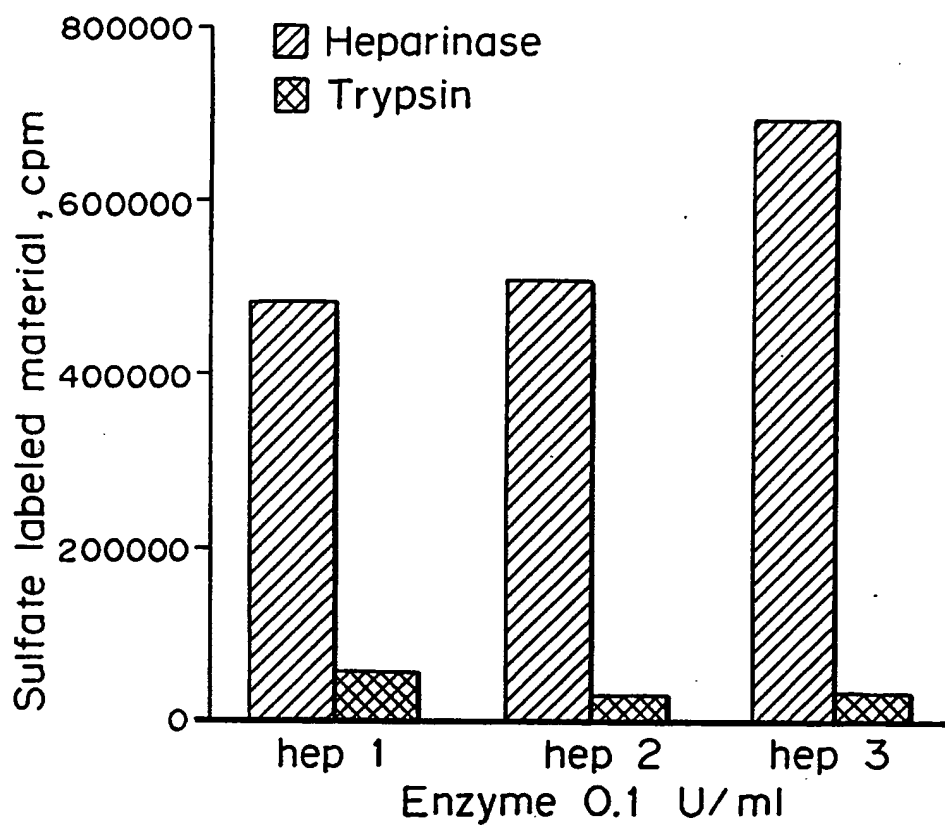 Heparinase
Trypsin
Sulfate labeled material, cpm
800000
600000
400000
200000
0
hep 1
hep 2
hep 3
Enzyme 0.1 U/ml